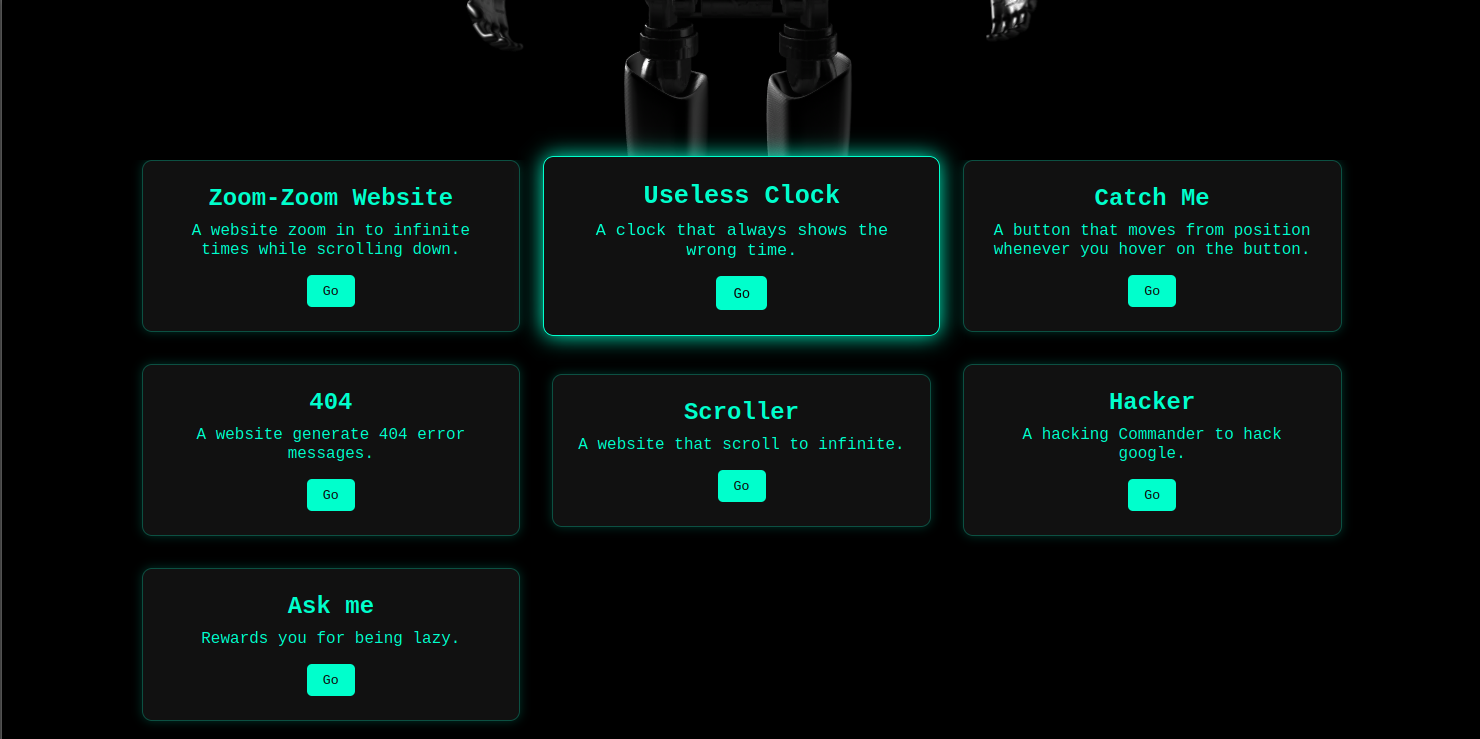 Zoom-Zoom Website
A website zoom in to infinite
times while scrolling down.
Go
Useless Clock
A clock that always shows the
wrong time.
Go
Catch Me
A button that moves from position
whenever you hover on the button.
Go
404
A website generate 404 error
messages.
Go
Scroller
A website that scroll to infinite.
Go
Hacker
A hacking Commander to hack
google.
Go
Ask me
Rewards you for being lazy.
Go